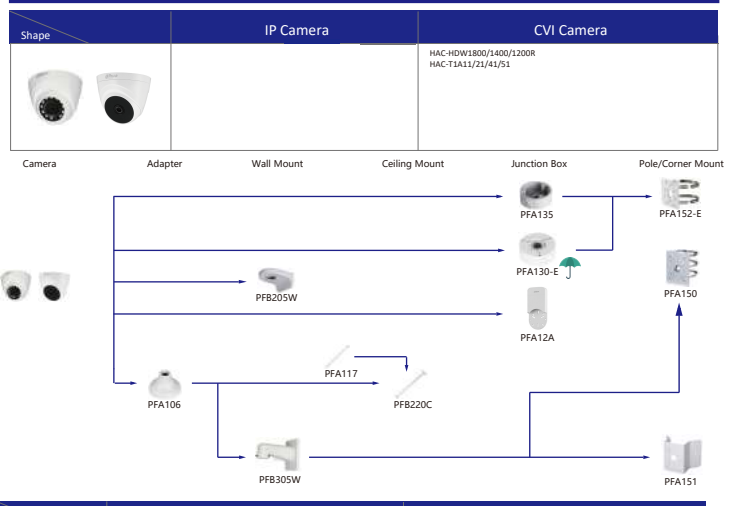 Shape
IP Camera
CVI Camera
HAC-HDW1800/1400/1200R
HAC-T1A11/21/41/51
Camera
Adapter
Wall Mount
Ceiling Mount
Junction Box
Pole/Corner Mount
PFA135
PFA152-E
PFA130-E
PFB205W
PFA150
PFA12A
PFA117
PFA106
PFB220C
PFB305W
PFA151